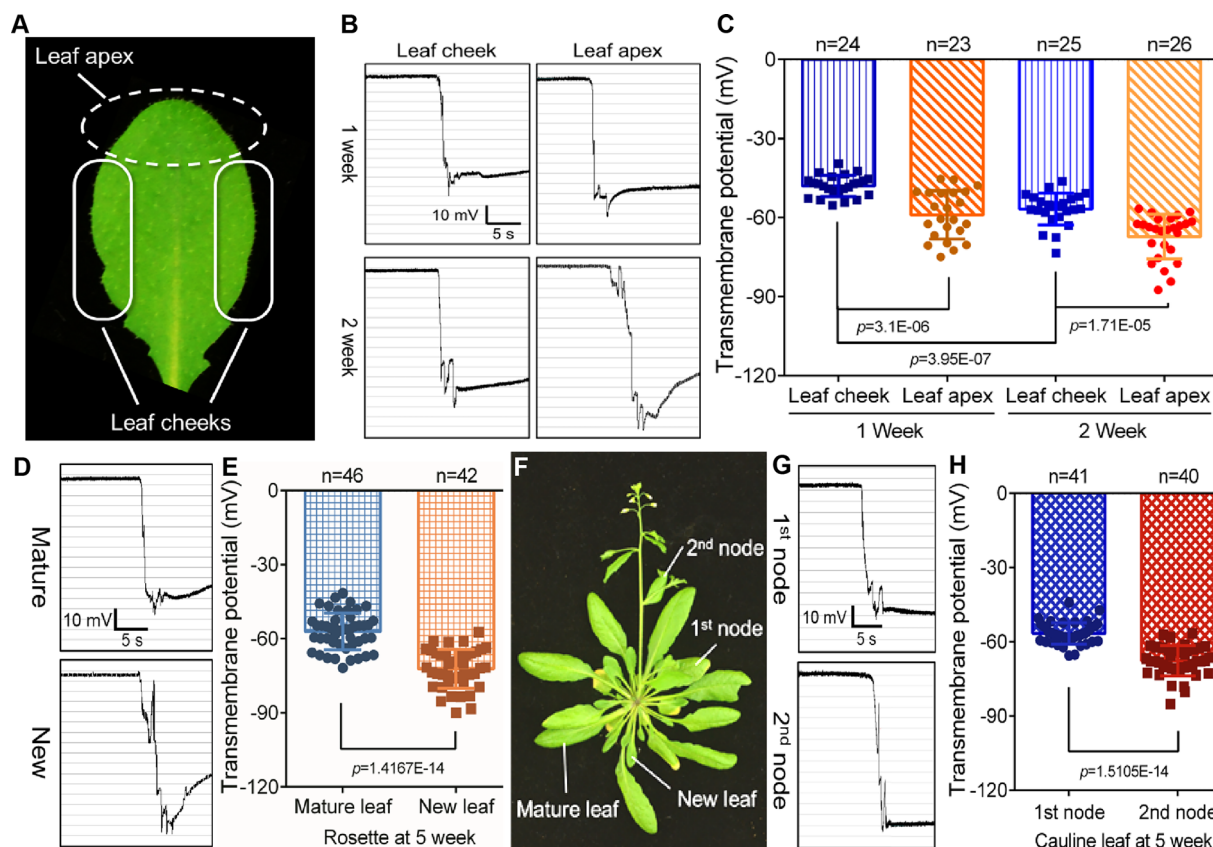 A
Leaf apex
Leaf cheeks
B
Leaf cheek
Leaf apex
1 week
10 mV
5 s
2 week
C
n=24
n=23
n=25
n=26
Transmembrane potential (mV)
0
-30
-60
-90
-120
p=3.1E-06
p=1.71E-05
p=3.95E-07
Leaf cheek
Leaf apex
Leaf cheek
Leaf apex
1 Week
2 Week
D
Mature
10 mV
5 s
New
E
n=46
n=42
Transmembrane potential (mV)
0
-30
-60
-90
-120
p=1.4167E-14
Mature leaf
New leaf
Rosette at 5 week
F
2nd node
1st node
Mature leaf
New leaf
G
1st node
10 mV
5 s
2nd node
H
n=41
n=40
Transmembrane potential (mV)
0
-30
-60
-90
-120
p=1.5105E-14
1st node
2nd node
Cauline leaf at 5 week